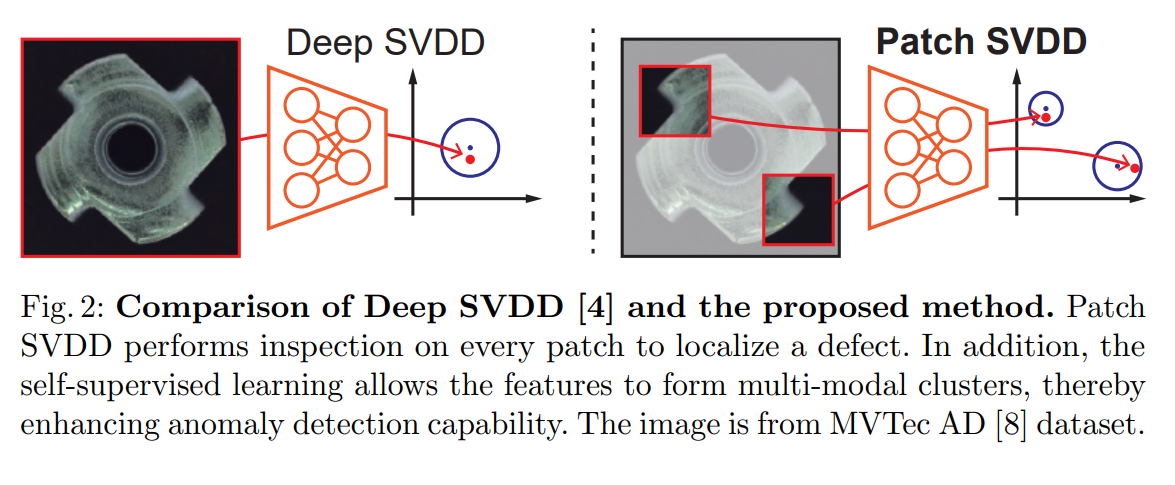 Deep SVDD
Patch SVDD
Fig. 2: Comparison of Deep SVDD [4] and the proposed method. Patch
SVDD performs inspection on every patch to localize a defect. In addition, the
self-supervised learning allows the features to form multi-modal clusters, thereby
enhancing anomaly detection capability. The image is from MVTec AD [8] dataset.